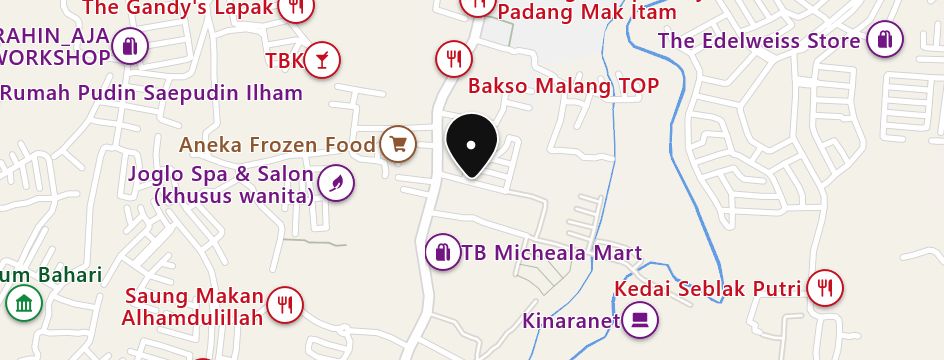 The Gandy's Lapak
Padang Mak Itam
RAHIN_AJA
WORKSHOP
TBK
The Edelweiss Store
Bakso Malang TOP
Rumah Pudin Saepudin Ilham
Aneka Frozen Food
Joglo Spa & Salon
(khusus wanita)
TB Micheala Mart
um Bahari
Saung Makan
Alhamdulillah
Kedai Seblak Putri
Kinaranet